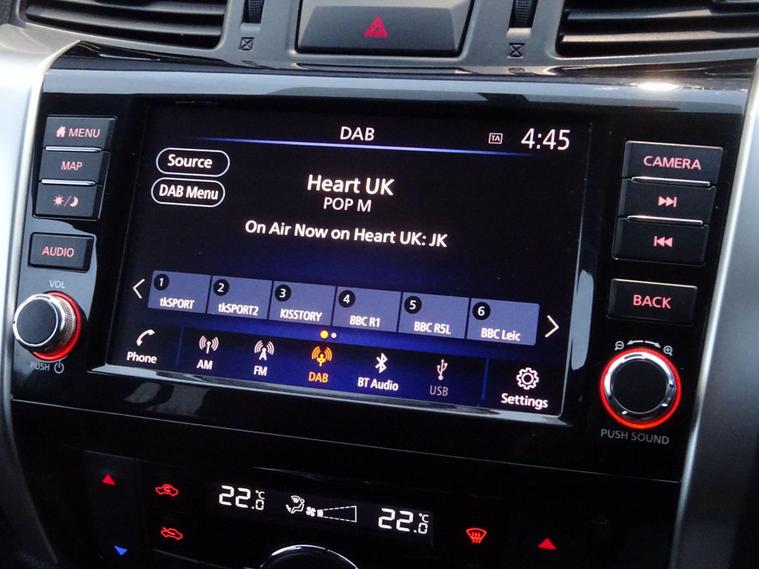 MENU
MAP
AUDIO
VOL
PUSH
DAB
TA
4:45
Source
DAB Menu
Heart UK
POP M
On Air Now on Heart UK: JK
1 tkSPORT
2 tkSPORT2
3 KISSTORY
4 BBC R1
5 BBC R5L
6 BBC Leic
Phone
AM
FM
DAB
BT Audio
USB
Settings
CAMERA
BACK
PUSH SOUND
22.0 °C
22.0 °C